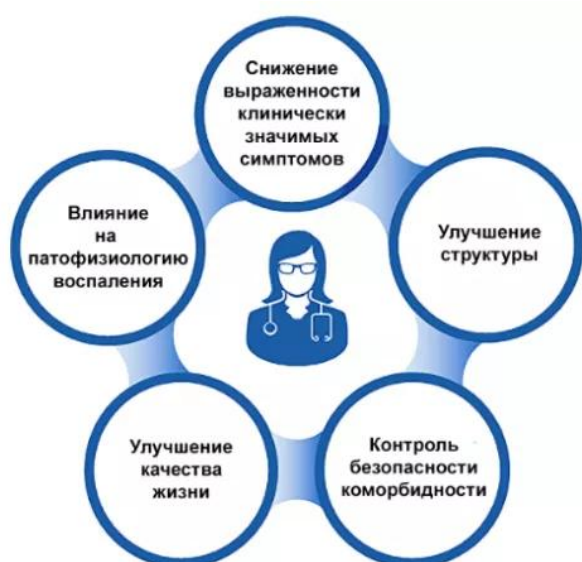 Снижение
выраженности
клинически
значимых
симптомов
Влияние
на
патофизиологию
воспаления
Улучшение
структуры
Улучшение
качества
жизни
Контроль
безопасности
коморбидности